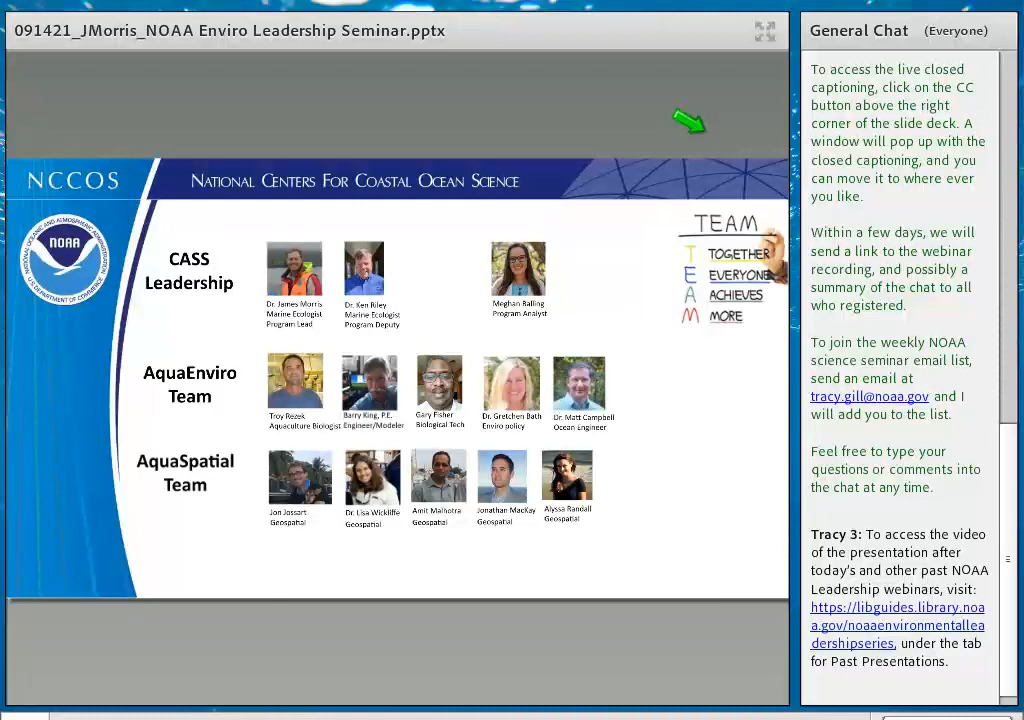 091421_JMorris_NOAA Enviro Leadership Seminar.pptx
NCCOS
NATIONAL CENTERS FOR COASTAL OCEAN SCIENCE
NATIONAL OCEANIC AND ATMOSPHERIC ADMINISTRATION
NOAA
U.S. DEPARTMENT OF COMMERCE
TEAM
T TOGETHER
E EVERYONE
A ACHIEVES
M MORE
CASS
Leadership
Dr. James Morris
Marine Ecologist
Program Lead
Dr. Ken Riley
Marine Ecologist
Program Deputy
Meghan Balling
Program Analyst
AquaEnviro
Team
Troy Rezek
Aquaculture Biologist
Barry King, P.E.
Engineer/Modeler
Gary Fisher
Biological Tech
Dr. Gretchen Bath
Enviro policy
Dr. Matt Campbell
Ocean Engineer
AquaSpatial
Team
Jon Jossart
Geospatial
Dr. Lisa Wickliffe
Geospatial
Amit Malhotra
Geospatial
Jonathan MacKay
Geospatial
Alyssa Randall
Geospatial
General Chat (Everyone)
To access the live closed
captioning, click on the CC
button above the right
corner of the slide deck. A
window will pop up with the
closed captioning, and you
can move it to where ever
you like.
Within a few days, we will
send a link to the webinar
recording, and possibly a
summary of the chat to all
who registered.
To join the weekly NOAA
science seminar email list,
send an email at
tracy.gill@noaa.gov and I
will add you to the list.
Feel free to type your
questions or comments into
the chat at any time.
Tracy 3: To access the video
of the presentation after
today's and other past NOAA
Leadership webinars, visit:
https://libguides.library.noa
a.gov/noaaenvironmentallea
dershipseries, under the tab
for Past Presentations.